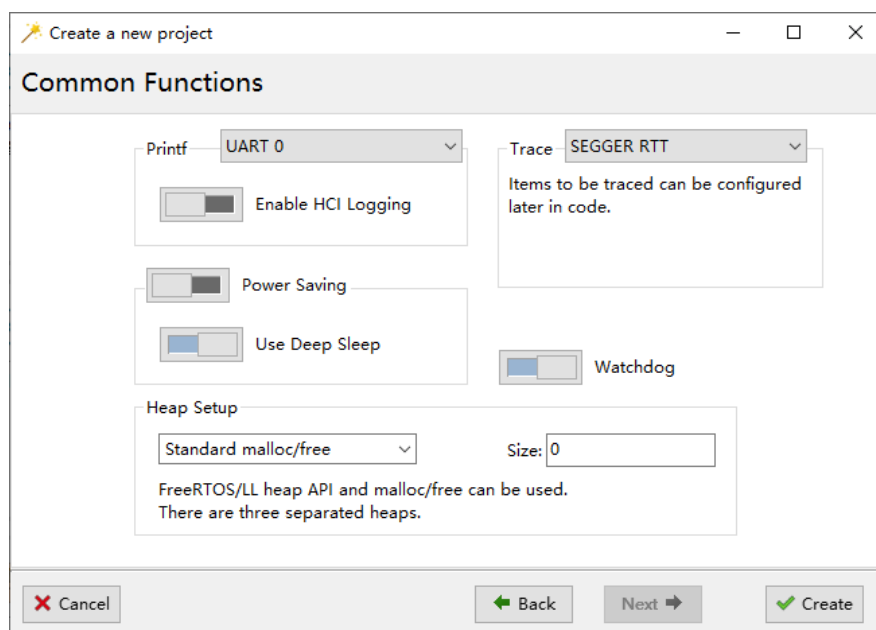 Create a new project
Common Functions
Printf
UART 0
Enable HCI Logging
Trace
SEGGER RTT
Items to be traced can be configured
later in code.
Power Saving
Use Deep Sleep
Watchdog
Heap Setup
Standard malloc/free
Size: 0
FreeRTOS/LL heap API and malloc/free can be used.
There are three separated heaps.
Cancel
Back
Next
Create